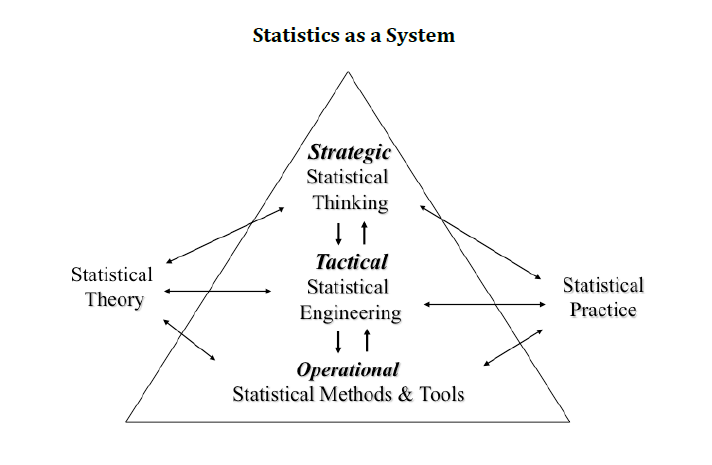 Statistics as a System
Strategic
Statistical
Thinking
Tactical
Statistical
Engineering
Operational
Statistical Methods & Tools
Statistical
Theory
Statistical
Practice